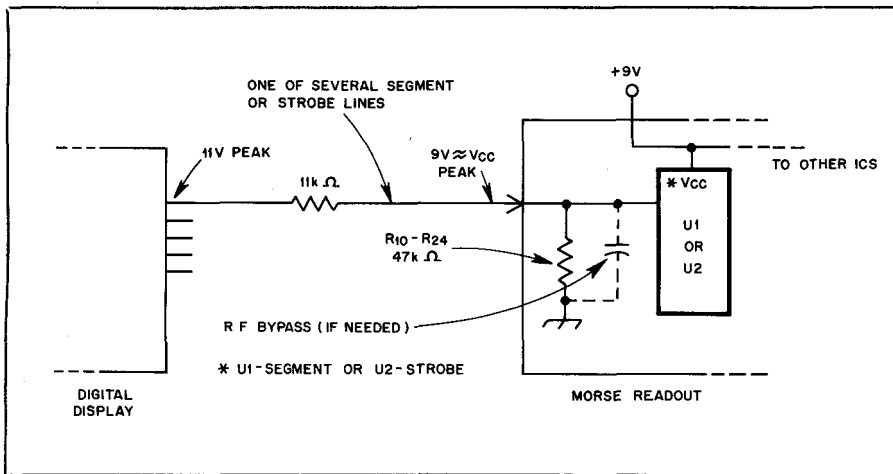 +9V
ONE OF SEVERAL SEGMENT
OR STROBE LINES
11V PEAK
9V≈VCC
PEAK
TO OTHER ICS
11k Ω
* VCC
U1
OR
U2
R10-R24
47k Ω
RF BYPASS (IF NEEDED)
* U1-SEGMENT OR U2-STROBE
DIGITAL
DISPLAY
MORSE READOUT